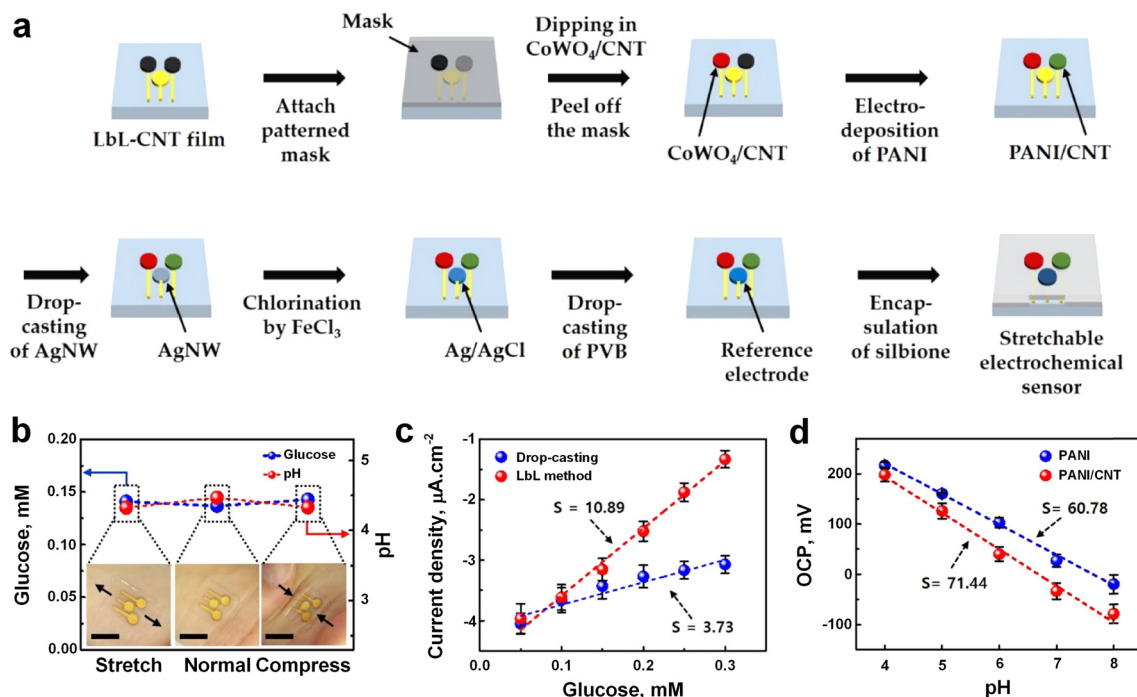 a
LbL-CNT film
Attach
patterned
mask
Mask
Dipping in
CoWO₄/CNT
Peel off
the mask
CoWO₄/CNT
Electro-
deposition
of PANI
PANI/CNT
Drop-
casting
of AgNW
AgNW
Chlorination
by FeCl₃
Ag/AgCl
Drop-
casting
of PVB
Reference
electrode
Encap-
sulation
of silbione
Stretchable
electrochemical
sensor
b
Glucose, mM
0.20
0.15
0.10
0.05
0.00
Glucose
pH
5
4
3
pH
Stretch Normal Compress
c
Current density, µA.cm⁻²
-1
-2
-3
-4
Drop-casting
LbL method
S = 10.89
S = 3.73
0.0 0.1 0.2 0.3
Glucose, mM
d
OCP, mV
200
100
0
-100
PANI
PANI/CNT
S = 60.78
S= 71.44
4 5 6 7 8
pH